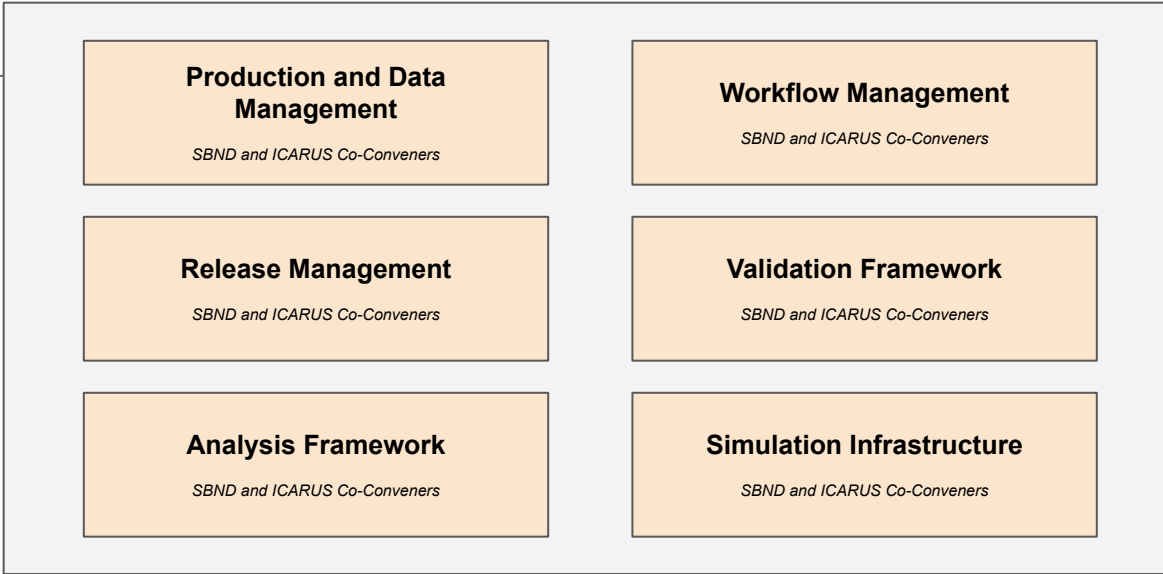 Production and Data
Management
SBND and ICARUS Co-Conveners
Workflow Management
SBND and ICARUS Co-Conveners
Release Management
SBND and ICARUS Co-Conveners
Validation Framework
SBND and ICARUS Co-Conveners
Analysis Framework
SBND and ICARUS Co-Conveners
Simulation Infrastructure
SBND and ICARUS Co-Conveners